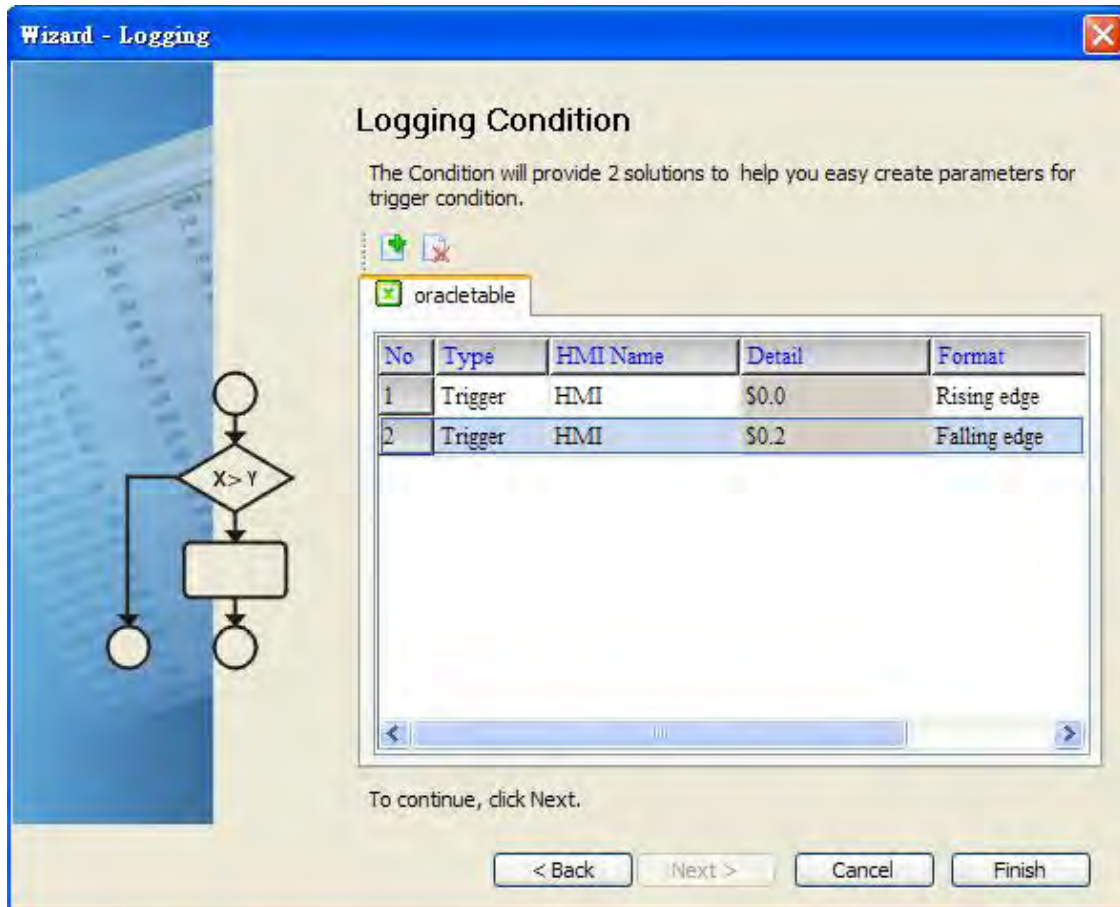 Wizard - Logging
Logging Condition
The Condition will provide 2 solutions to help you easy create parameters for
trigger condition.
oracletable
No Type HMI Name Detail Format
1 Trigger HMI $0.0 Rising edge
2 Trigger HMI $0.2 Falling edge
X> Y
To continue, click Next.
< Back Next > Cancel Finish